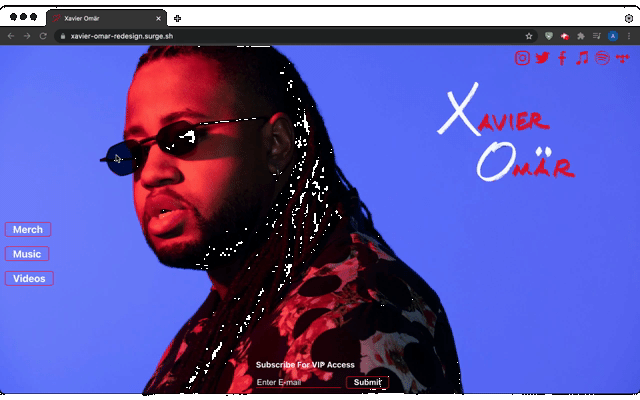 Xavier Omär
xavier-omar-redesign.surge.sh
A
XAVIER
OMÄR
Merch
Music
Videos
Subscribe For VIP Access
Enter E-mail
Submit